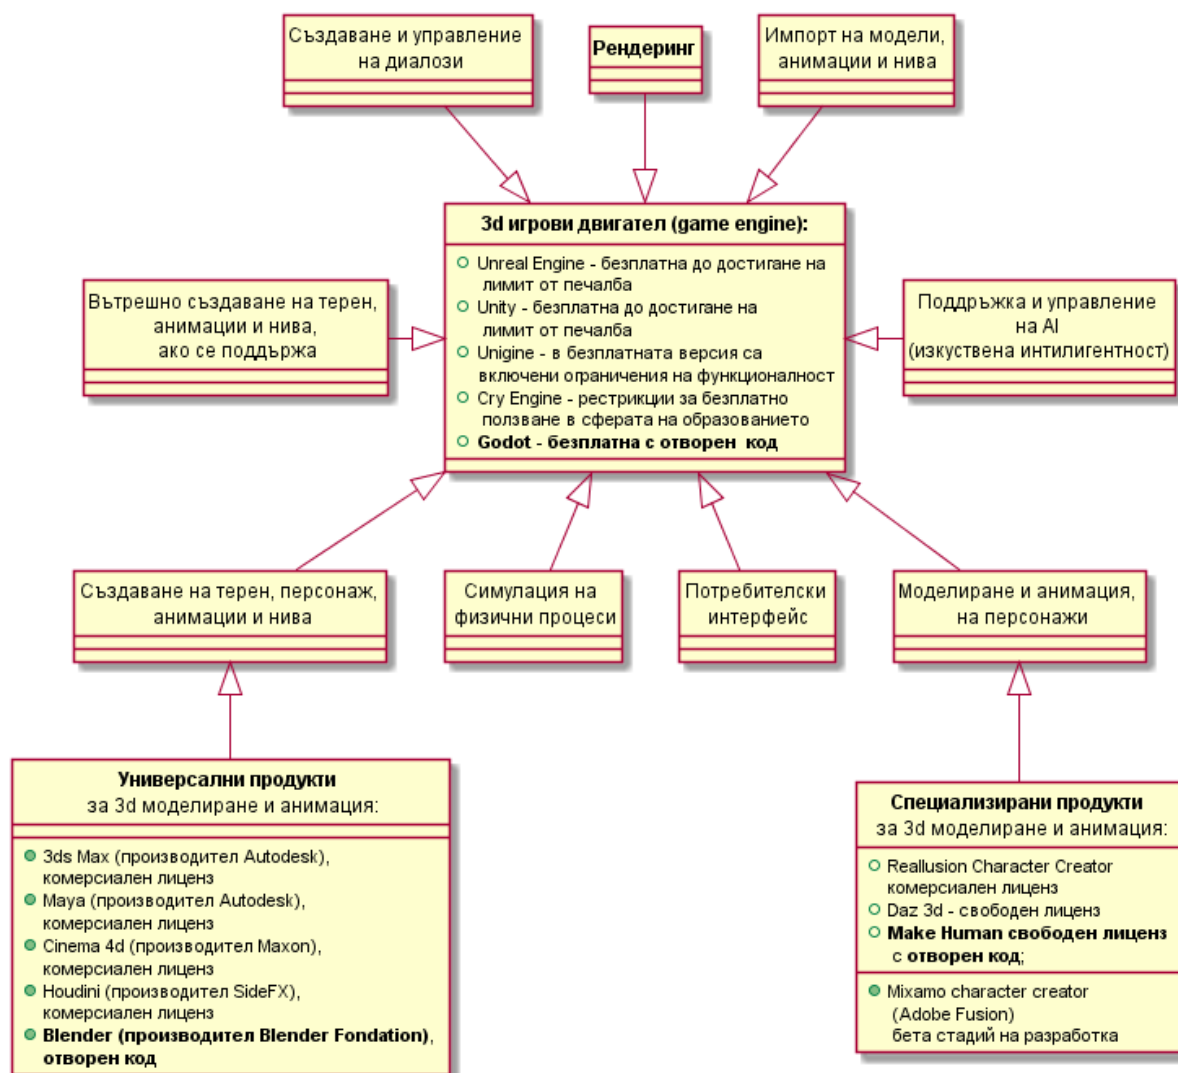 Създаване и управление
на диалози
Рендеринг
Импорт на модели,
анимации и нива
3d игрови двигател (game engine):
Unreal Engine - безплатна до достигане на
лимит от печалба
Unity - безплатна до достигане на
лимит от печалба
Unigine - в безплатната версия са
включени ограничения на функционалност
Cry Engine - рестрикции за безплатно
ползване в сферата на образованието
Godot - безплатна с отворен код
Вътрешно създаване на терен,
анимации и нива,
ако се поддържа
Поддръжка и управление
на AI
(изкуствена интилигентност)
Създаване на терен, персонаж,
анимации и нива
Симулация на
физични процеси
Потребителски
интерфейс
Моделиране и анимация,
на персонажи
Универсални продукти
за 3d моделиране и анимация:
3ds Max (производител Autodesk),
комерсиален лиценз
Maya (производител Autodesk),
комерсиален лиценз
Cinema 4d (производител Maxon),
комерсиален лиценз
Houdini (производител SideFX),
комерсиален лиценз
Blender (производител Blender Fondation),
отворен код
Специализирани продукти
за 3d моделиране и анимация:
Reallusion Character Creator
комерсиален лиценз
Daz 3d - свободен лиценз
Make Human свободен лиценз
с отворен код;
Mixamo character creator
(Adobe Fusion)
бета стадий на разработка